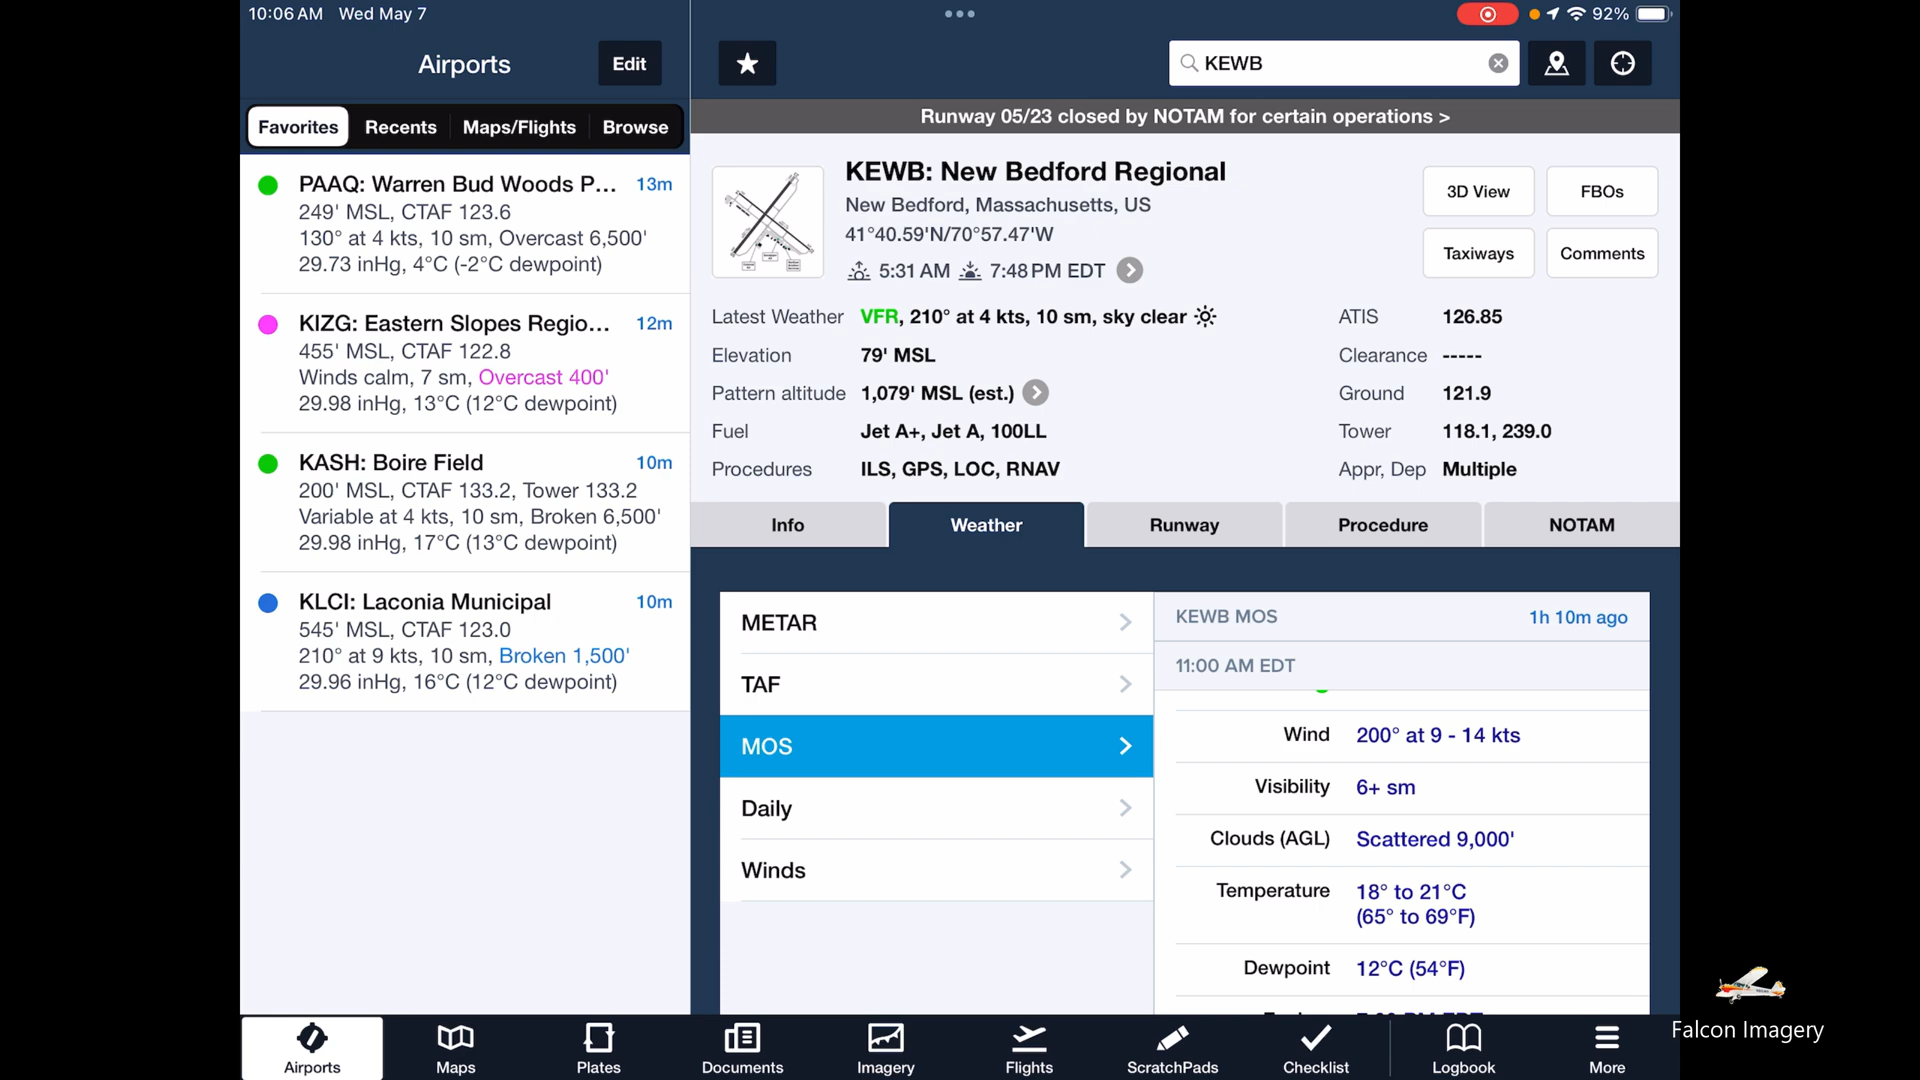 10:06 AM Wed May 7
92%
Airports
Edit
KEWB
Favorites
Recents
Maps/Flights
Browse
Runway 05/23 closed by NOTAM for certain operations >
PAAQ: Warren Bud Woods P... 13m
249' MSL, CTAF 123.6
130° at 4 kts, 10 sm, Overcast 6,500'
29.73 inHg, 4°C (-2°C dewpoint)
KIZG: Eastern Slopes Regio... 12m
455' MSL, CTAF 122.8
Winds calm, 7 sm, Overcast 400'
29.98 inHg, 13°C (12°C dewpoint)
KASH: Boire Field 10m
200' MSL, CTAF 133.2, Tower 133.2
Variable at 4 kts, 10 sm, Broken 6,500'
29.98 inHg, 17°C (13°C dewpoint)
KLCI: Laconia Municipal 10m
545' MSL, CTAF 123.0
210° at 9 kts, 10 sm, Broken 1,500'
29.96 inHg, 16°C (12°C dewpoint)
KEWB: New Bedford Regional
New Bedford, Massachusetts, US
41°40.59'N/70°57.47'W
5:31 AM 7:48 PM EDT
3D View
FBOs
Taxiways
Comments
Latest Weather VFR, 210° at 4 kts, 10 sm, sky clear
Elevation 79' MSL
Pattern altitude 1,079' MSL (est.)
Fuel Jet A+, Jet A, 100LL
Procedures ILS, GPS, LOC, RNAV
ATIS 126.85
Clearance -----
Ground 121.9
Tower 118.1, 239.0
Appr, Dep Multiple
Info
Weather
Runway
Procedure
NOTAM
METAR
TAF
MOS
Daily
Winds
KEWB MOS 1h 10m ago
11:00 AM EDT
Wind 200° at 9 - 14 kts
Visibility 6+ sm
Clouds (AGL) Scattered 9,000'
Temperature 18° to 21°C
(65° to 69°F)
Dewpoint 12°C (54°F)
Airports
Maps
Plates
Documents
Imagery
Flights
ScratchPads
Checklist
Logbook
More
Falcon Imagery